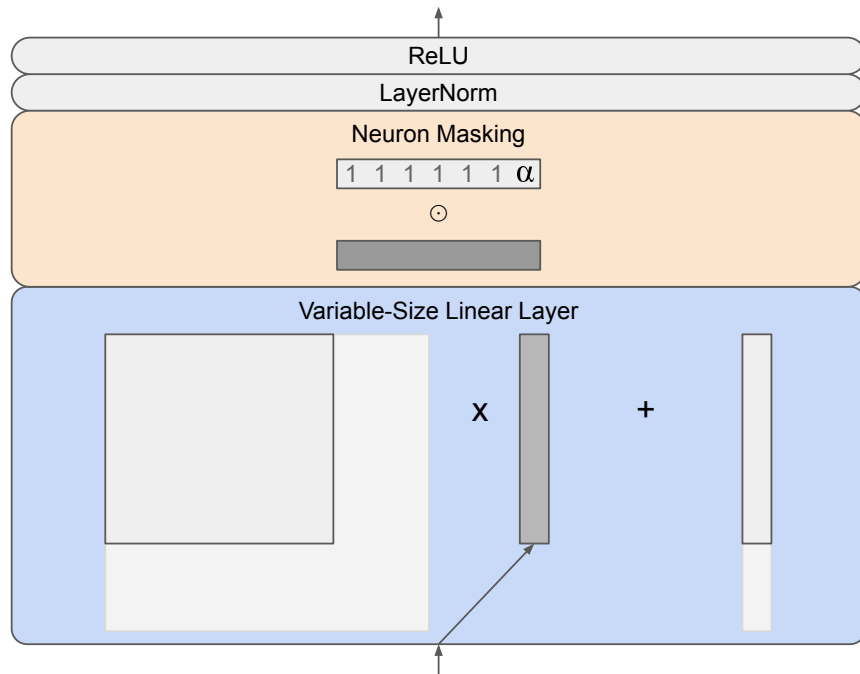 ReLU
LayerNorm
Neuron Masking
1 1 1 1 1 1 α
⊙
Variable-Size Linear Layer
x +